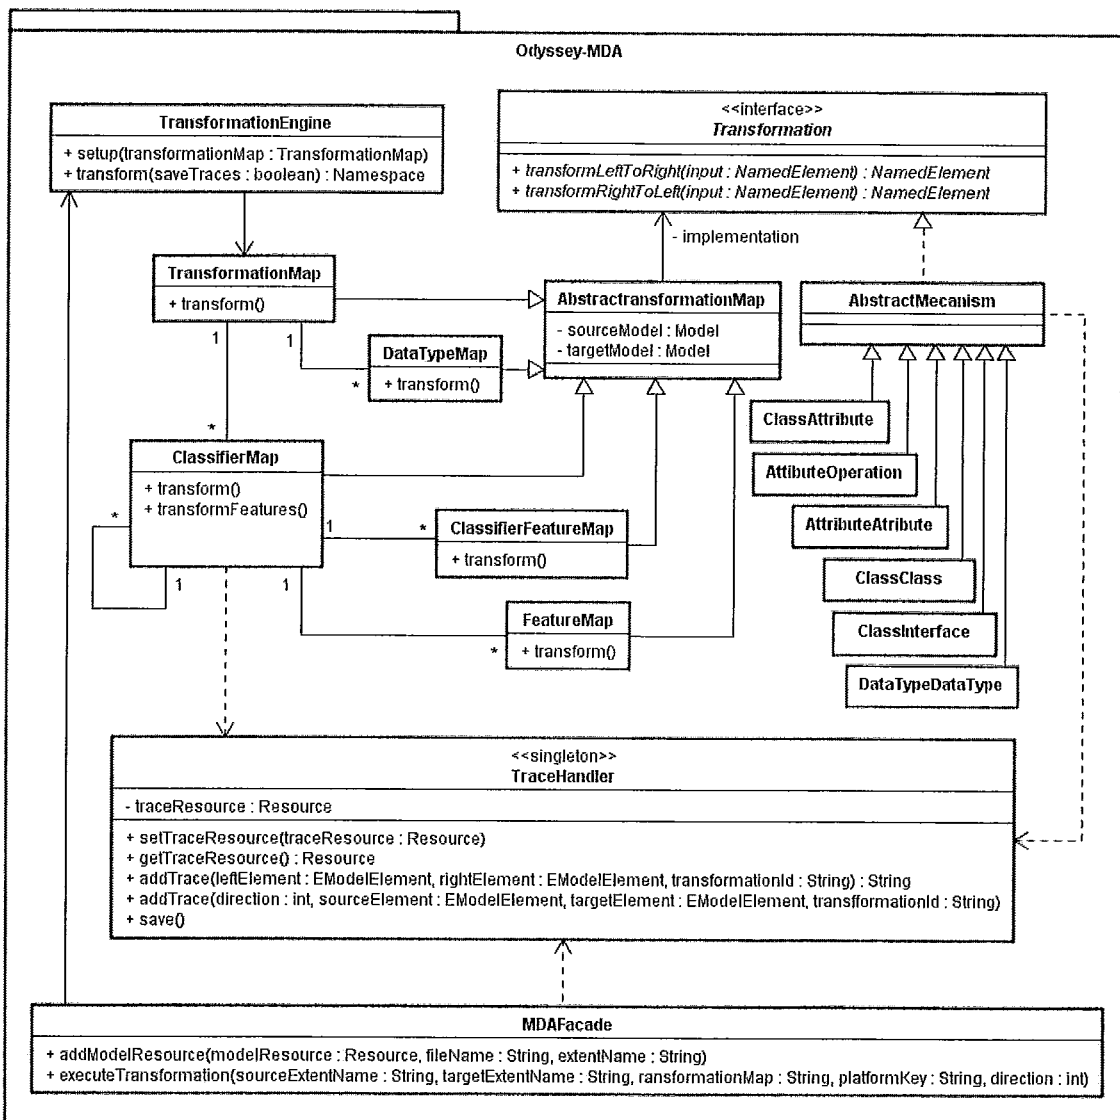 Odyssey-MDA
TransformationEngine
+ setup(transformationMap : TransformationMap)
+ transform(saveTraces : boolean) : Namespace
<<interface>>
Transformation
+ transformLeftToRight(input : NamedElement) : NamedElement
+ transformRightToLeft(input : NamedElement) : NamedElement
- implementation
TransformationMap
+ transform()
AbstractransformationMap
- sourceModel : Model
- targetModel : Model
AbstractMecanism
1
1
DataTypeMap
+ transform()
*
*
ClassAttribute
AttibuteOperation
AttributeAtribute
ClassClass
ClassInterface
DataTypeDataType
ClassifierMap
+ transform()
+ transformFeatures()
*
1
1
1
*
ClassifierFeatureMap
+ transform()
FeatureMap
+ transform()
*
<<singleton>>
TraceHandler
- traceResource : Resource
+ setTraceResource(traceResource : Resource)
+ getTraceResource() : Resource
+ addTrace(leftElement : EModelElement, rightElement : EModelElement, transformationId : String) : String
+ addTrace(direction : int, sourceElement : EModelElement, targetElement : EModelElement, transfformationId : String)
+ save()
MDAFacade
+ addModelResource(modelResource : Resource, fileName : String, extentName : String)
+ executeTransformation(sourceExtentName : String, targetExtentName : String, ransformationMap : String, platformKey : String, direction : int)